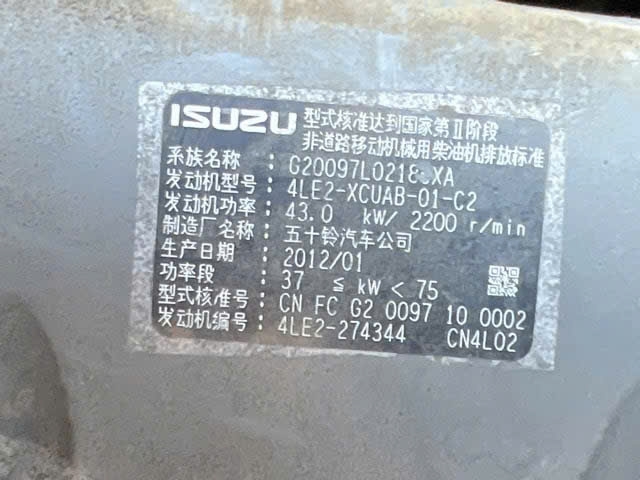 ISUZU 型式核准达到国家第Ⅱ阶段
非道路移动机械用柴油机排放标准
系族名称:
发动机型号: 4LE2-XCUAB-01-C2
发动机功率: 43.0 kW/ 2200 r/min
制造厂名称: 五十铃汽车公司
生产日期: 2012/01
功率段: 37 ≦ kW < 75
型式核准号: CN FC G2 0097 10 0002
发动机编号: 4LE2-274344 CN4L02